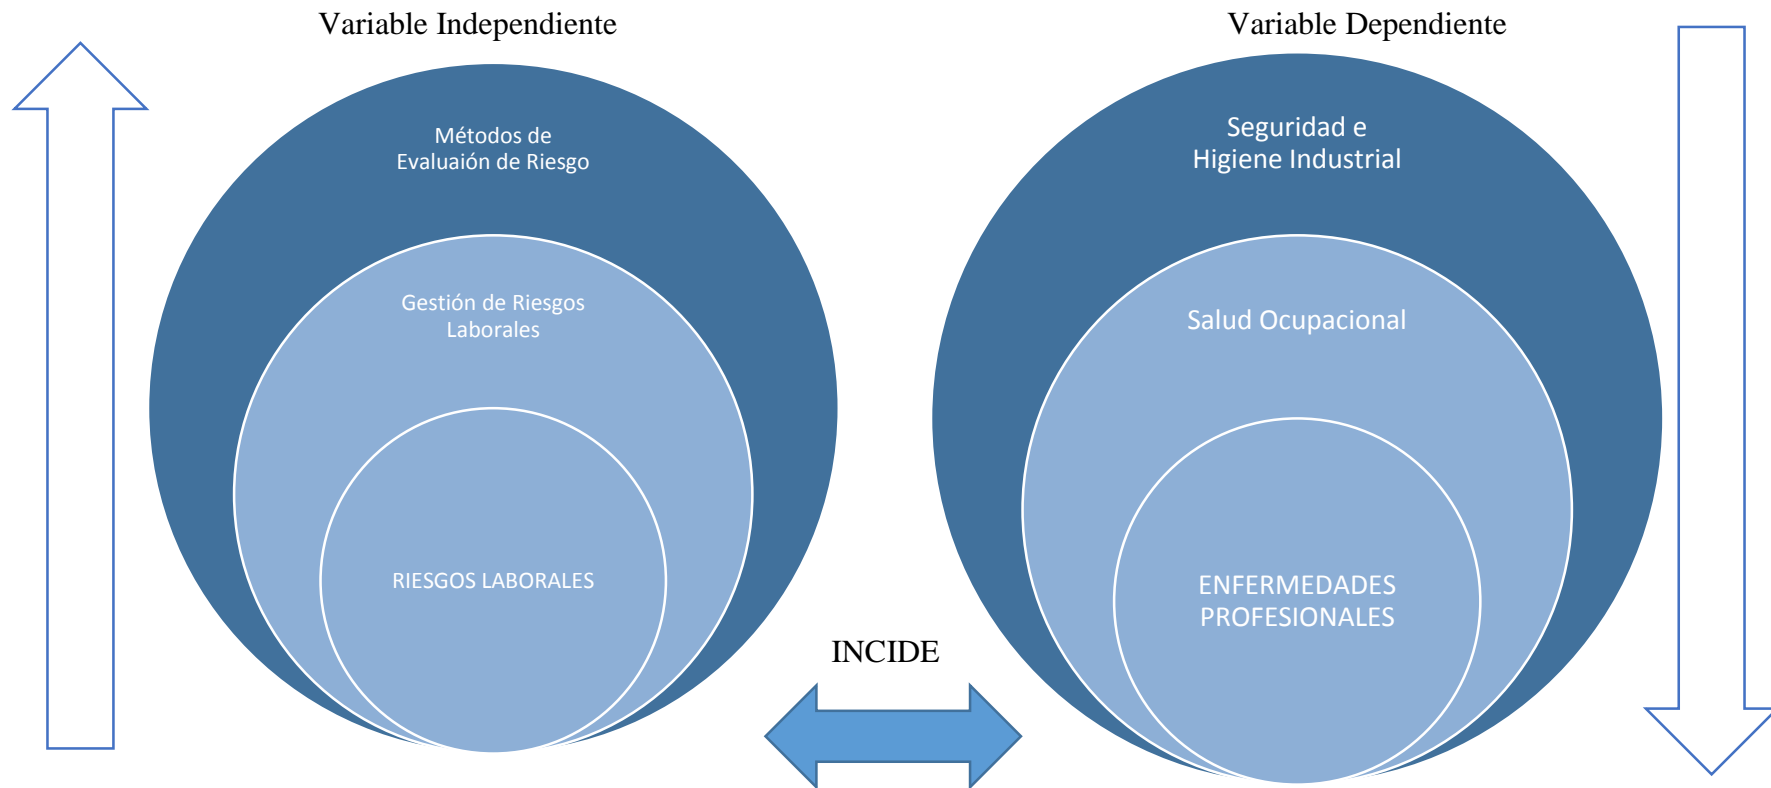 Variable Independiente
Métodos de
Evaluaión de Riesgo
Gestión de Riesgos
Laborales
RIESGOS LABORALES
INCIDE
Variable Dependiente
Seguridad e
Higiene Industrial
Salud Ocupacional
ENFERMEDADES
PROFESIONALES